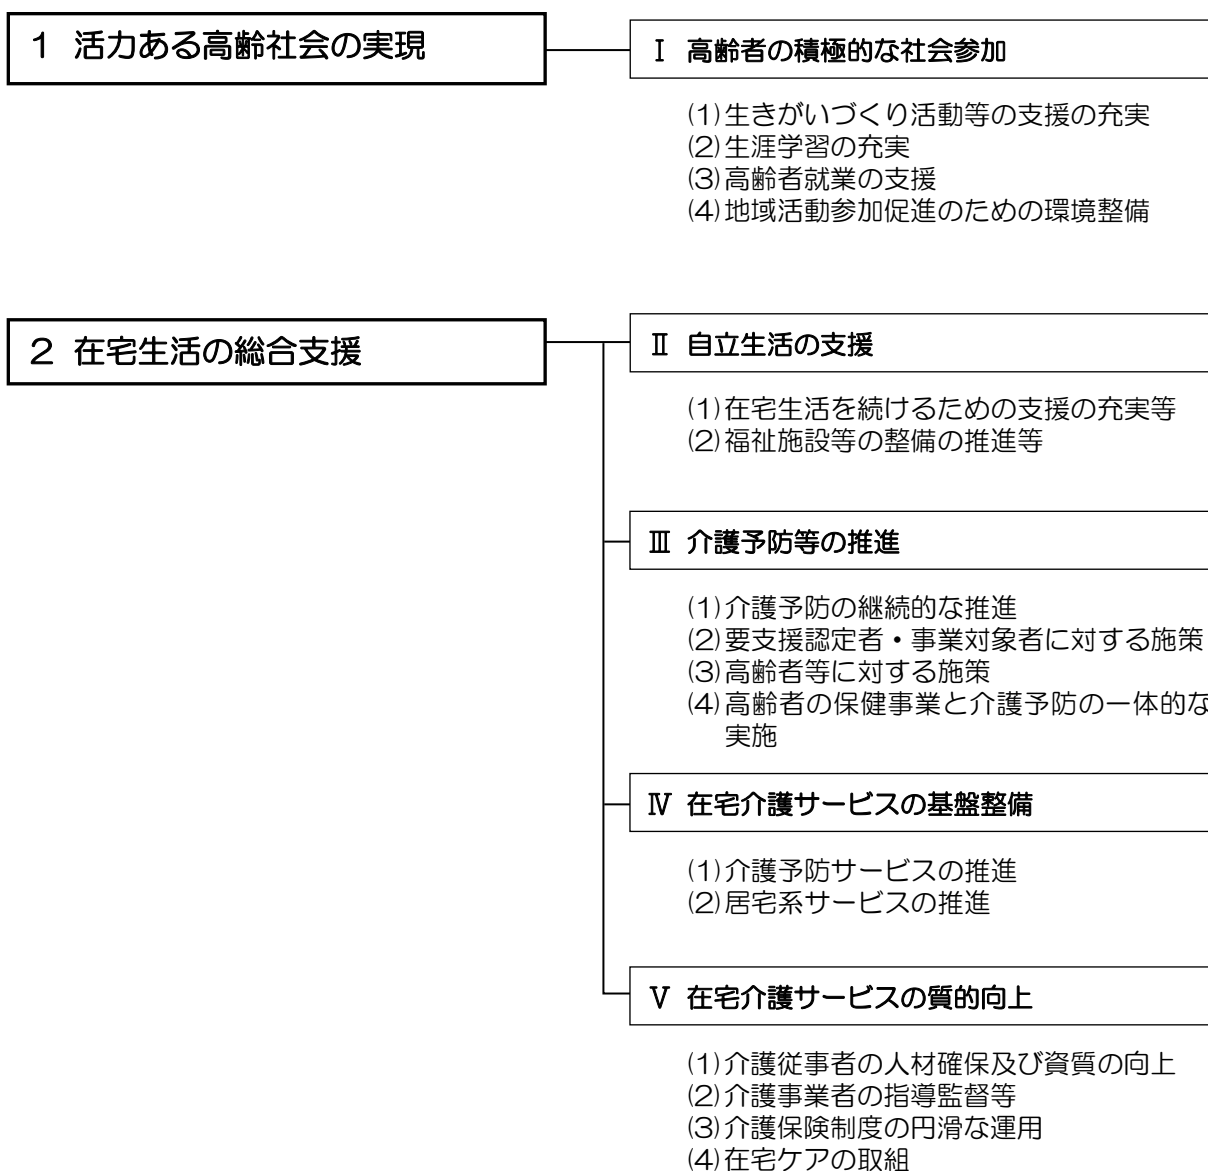 １ 活力ある高齢社会の実現
Ⅰ 高齢者の積極的な社会参加
(1)生きがいづくり活動等の支援の充実
(2)生涯学習の充実
(3)高齢者就業の支援
(4)地域活動参加促進のための環境整備
２ 在宅生活の総合支援
Ⅱ 自立生活の支援
(1)在宅生活を続けるための支援の充実等
(2)福祉施設等の整備の推進等
Ⅲ 介護予防等の推進
(1)介護予防の継続的な推進
(2)要支援認定者・事業対象者に対する施策
(3)高齢者等に対する施策
(4)高齢者の保健事業と介護予防の一体的な
実施
Ⅳ 在宅介護サービスの基盤整備
(1)介護予防サービスの推進
(2)居宅系サービスの推進
Ⅴ 在宅介護サービスの質的向上
(1)介護従事者の人材確保及び資質の向上
(2)介護事業者の指導監督等
(3)介護保険制度の円滑な運用
(4)在宅ケアの取組